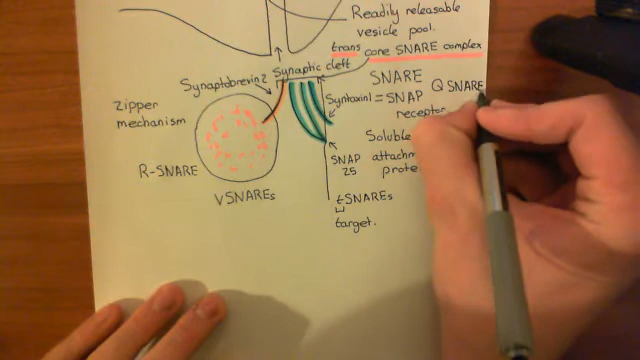 Readily releasable
vesicle pool.
trans core SNARE complex
Synaptic cleft
Synaptobrevin 2
SNARE
Q SNARE
Zipper
mechanism
Syntaxin1
= SNAP
receptor
Soluble
SNAP
25
attachm
prote
R-SNARE
vSNAREs
tSNAREs
target.